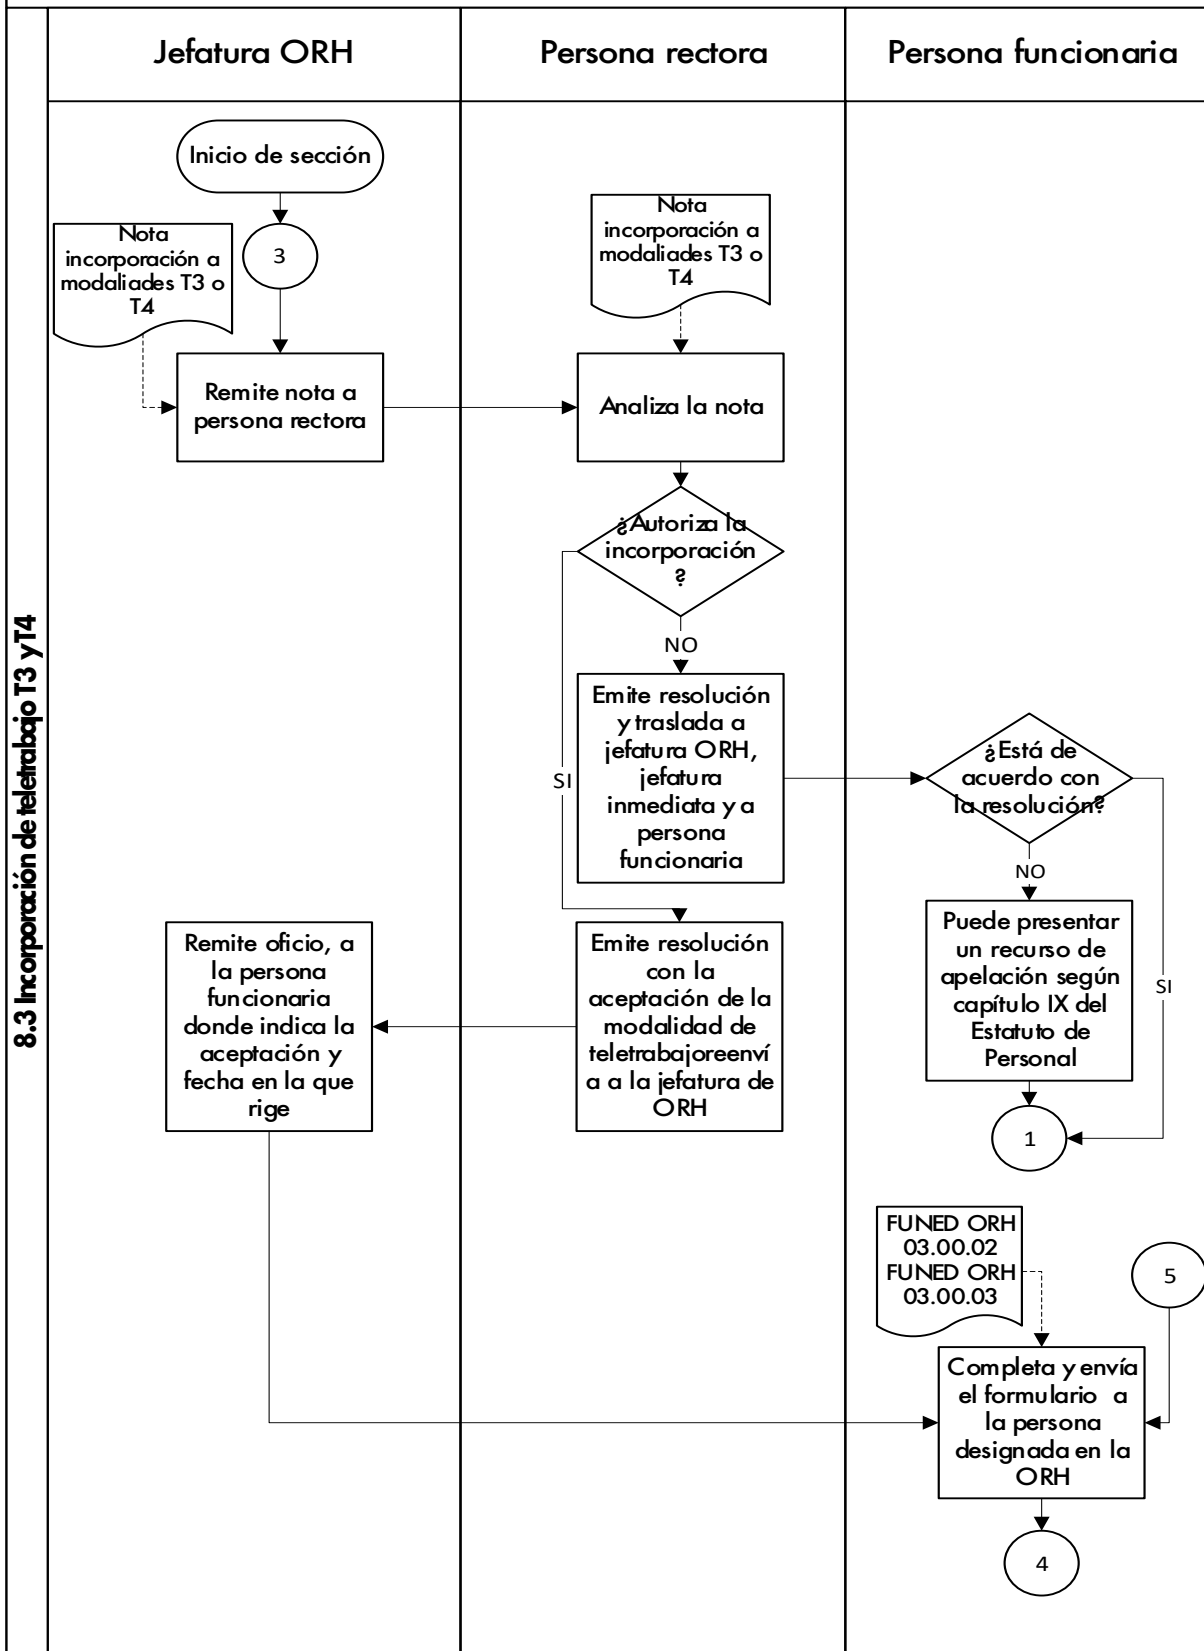 Jefatura ORH
Persona rectora
Persona funcionaria
8.3 Incorporación de teletrabajo T3 y T4
Inicio de sección
3
Nota
incorporación a
modaliades T3 o
T4
Remite nota a
persona rectora
Nota
incorporación a
modaliades T3 o
T4
Analiza la nota
¿Autoriza la
incorporación
?
NO
SI
Emite resolución
y traslada a
jefatura ORH,
jefatura
inmediata y a
persona
funcionaria
¿Está de
acuerdo con
la resolución?
NO
SI
Puede presentar
un recurso de
apelación según
capítulo IX del
Estatuto de
Personal
1
Emite resolución
con la
aceptación de la
modalidad de
teletrabajoreenví
a a la jefatura de
ORH
Remite oficio, a
la persona
funcionaria
donde indica la
aceptación y
fecha en la que
rige
FUNED ORH
03.00.02
FUNED ORH
03.00.03
5
Completa y envía
el formulario a
la persona
designada en la
ORH
4